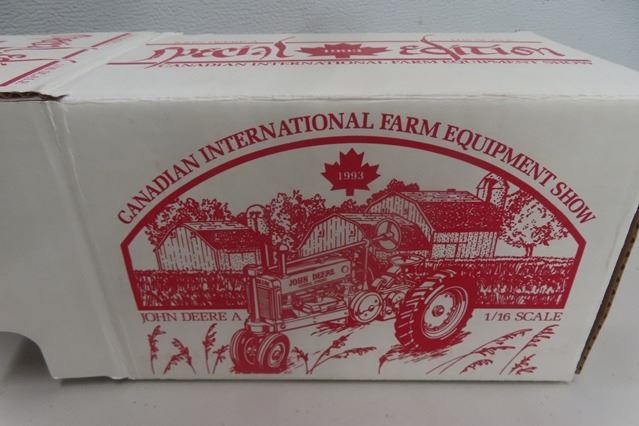 Special Edition
1993
CANADIAN INTERNATIONAL FARM EQUIPMENT SHOW
CANADIAN INTERNATIONAL FARM EQUIPMENT SHOW
1993
JOHN DEERE
JOHN DEERE A
1/16 SCALE